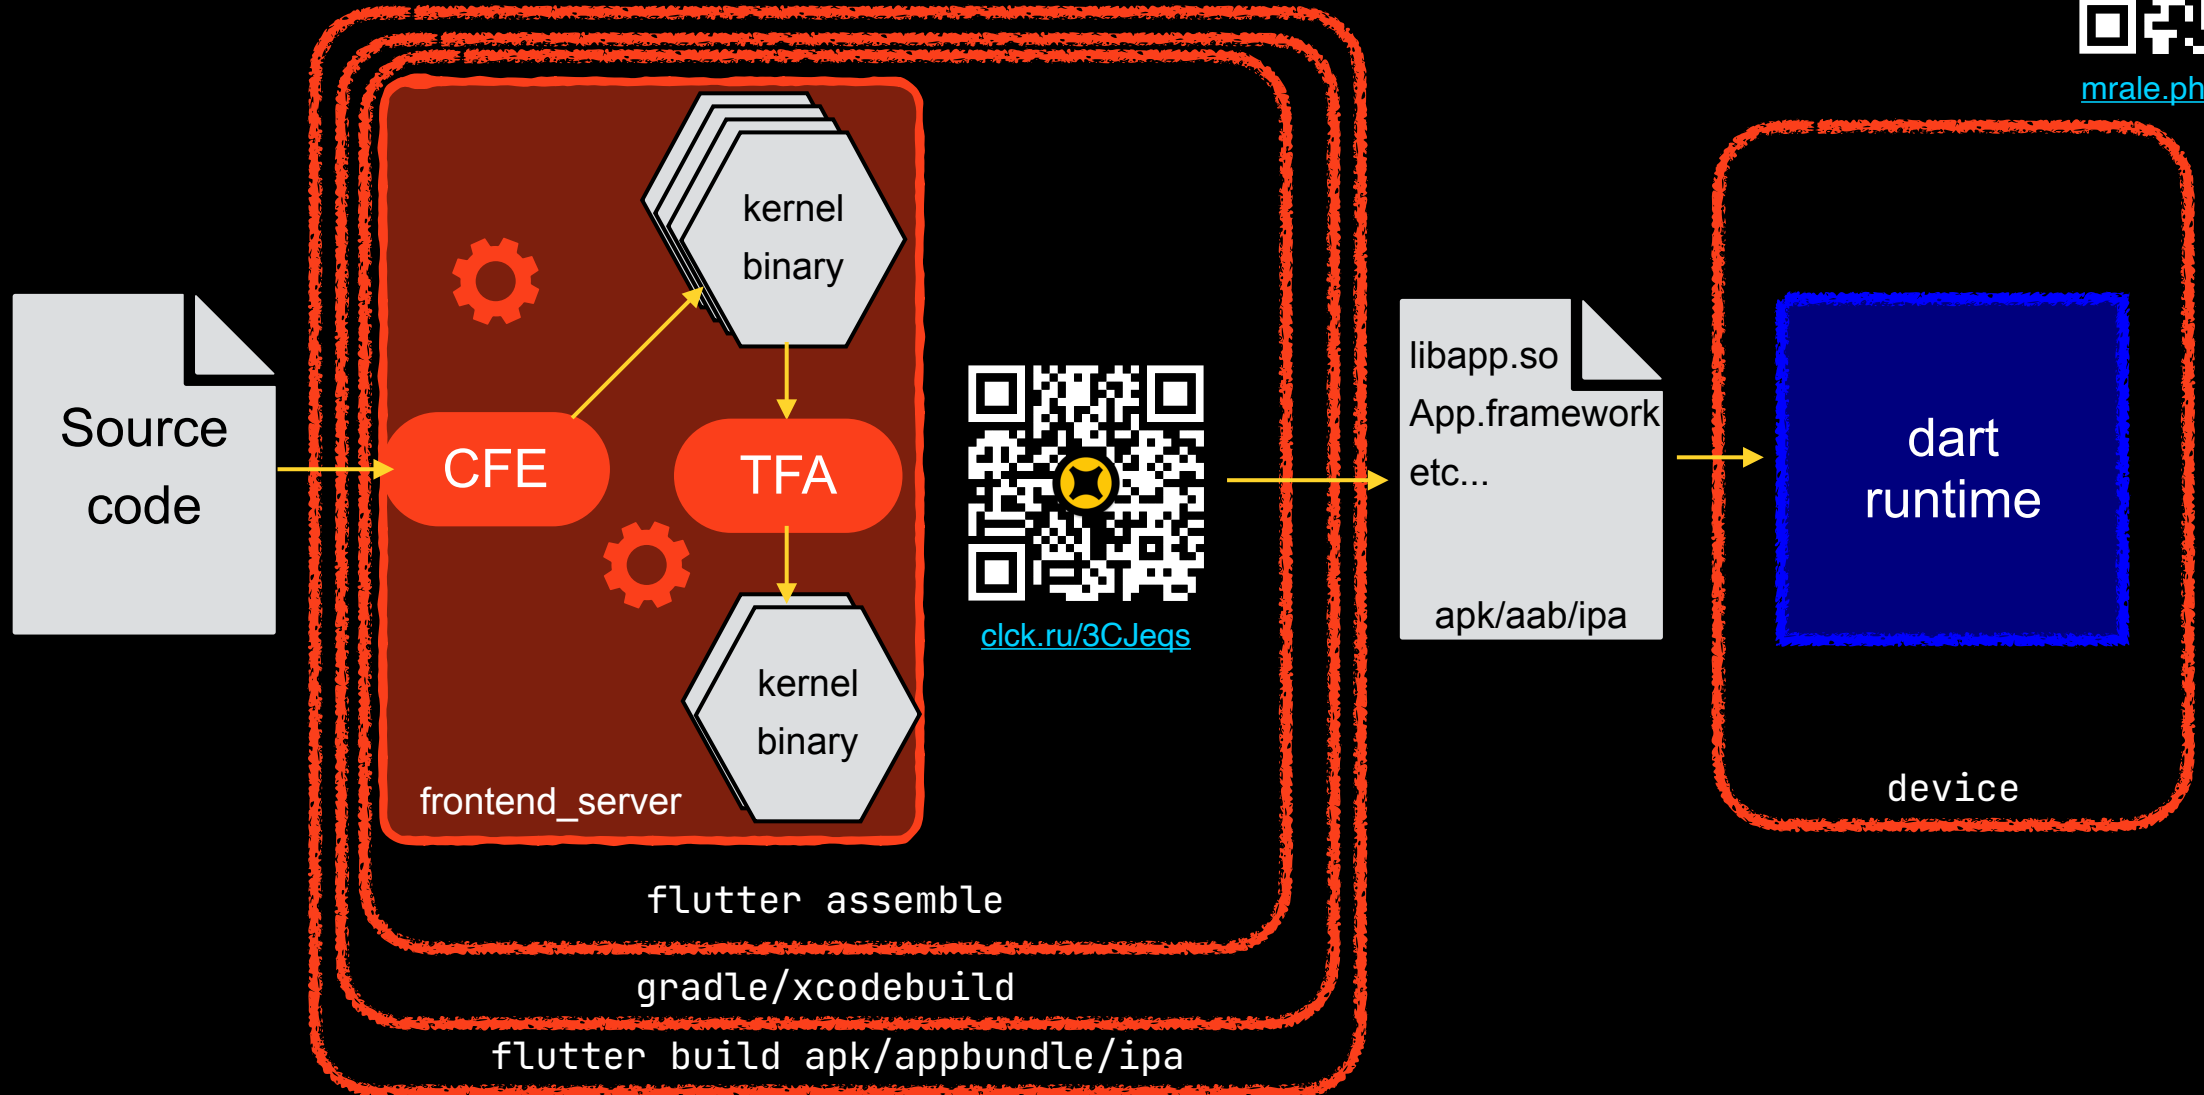 mrale.ph
Source
code
kernel
binary
CFE
TFA
kernel
binary
frontend_server
clck.ru/3CJeqs
flutter assemble
gradle/xcodebuild
flutter build apk/appbundle/ipa
libapp.so
App.framework
etc...
apk/aab/ipa
dart
runtime
device